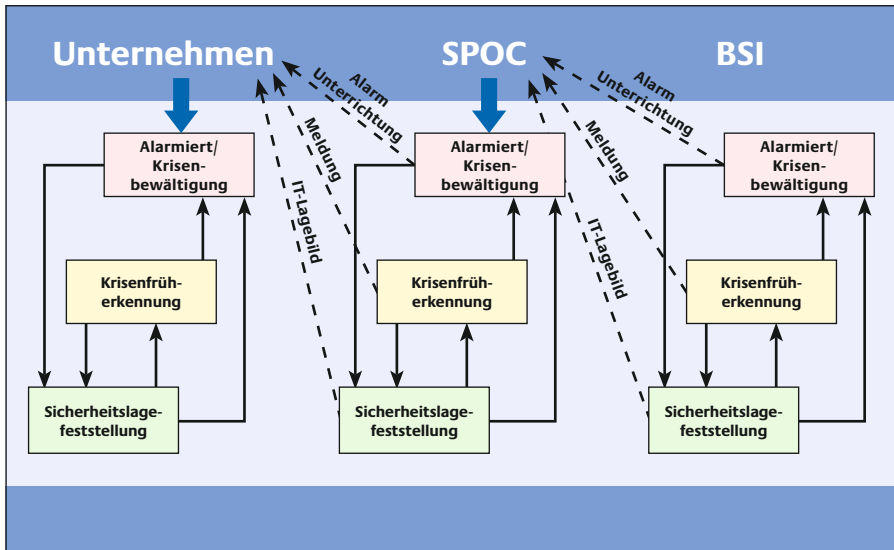 Unternehmen
SPOC
BSI
Alarm
Unterrichtung
Meldung
IT-Lagebild
Alarm
Unterrichtung
Meldung
IT-Lagebild
Alarmiert/
Krisen-
bewältigung
Alarmiert/
Krisen-
bewältigung
Alarmiert/
Krisen-
bewältigung
Krisenfrüh-
erkennung
Krisenfrüh-
erkennung
Krisenfrüh-
erkennung
Sicherheitslage-
feststellung
Sicherheitslage-
feststellung
Sicherheitslage-
feststellung